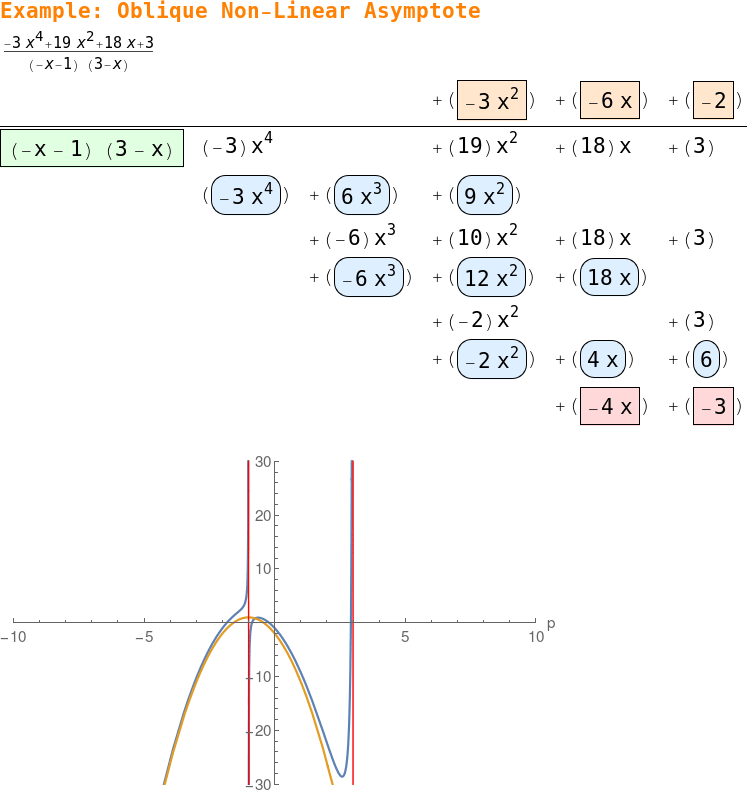 Example: Oblique Non-Linear Asymptote
-3 x^4+19 x^2+18 x+3
(-x-1) (3-x)
+ (-3 x^2) + (-6 x) + (-2)
(-x - 1) (3 - x) (-3) x^4 + (19) x^2 + (18) x + (3)
(-3 x^4) + (6 x^3) + (9 x^2)
+ (-6) x^3 + (10) x^2 + (18) x + (3)
+ (-6 x^3) + (12 x^2) + (18 x)
+ (-2) x^2 + (3)
+ (-2 x^2) + (4 x) + (6)
+ (-4 x) + (-3)
30
20
10
-10 -5 5 10 p
-10
-20
-30